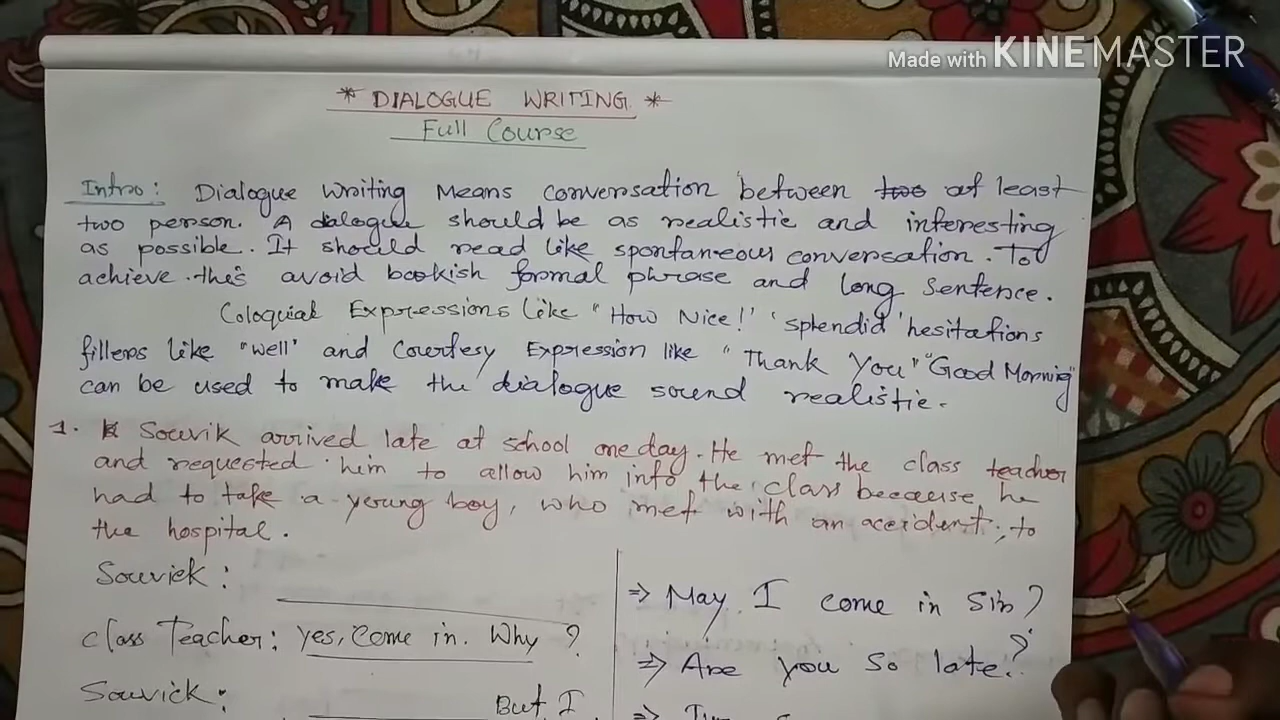 Made with KINEMASTER
* DIALOGUE WRITING *
Full Course
Intro: Dialogue Writing Means conversation between two at least
two person. A dalogue should be as realistic and interesting
as possible. It should read like spontaneous conversation. To
achieve this avoid bookish formal phrase and long sentence.
Coloquial Expressions like "How Nice!' 'splendid' hesitations
fillers like "well" and Courtesy Expression like "Thank You" "Good Mornig"
can be used to make the dialogue sound realistic.
1. Souvik arrived late at school one day. He met the class teacher
and requested him to allow him into the class because he
had to take a young boy, who met with an accident, to
the hospital.
Souvick:
Class Teacher: Yes, Come in. Why ?
Souvick: But I
⇒ May I come in Sir?
⇒ Are you so late?